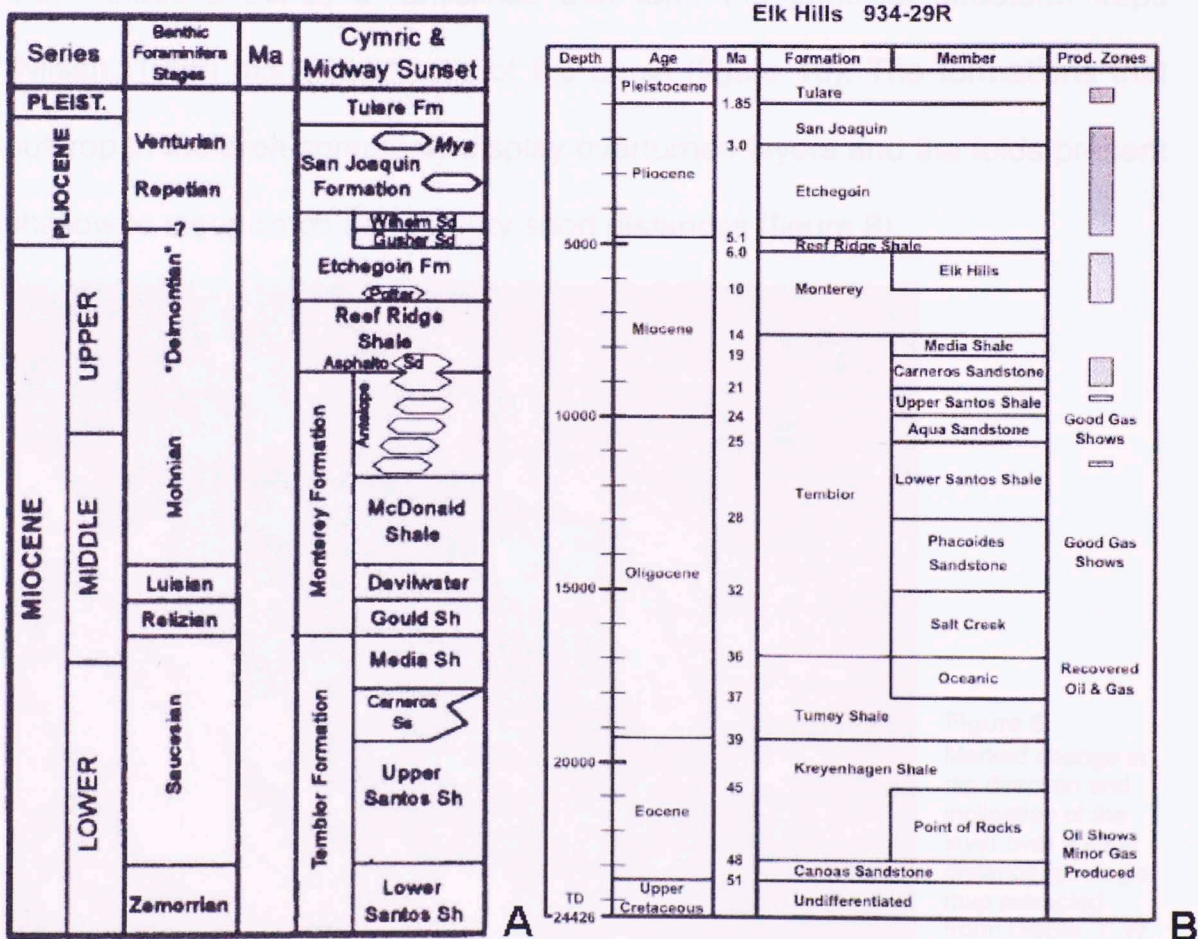 Series
Benthic
Foraminifera
Stages
Ma
Cymric &
Midway Sunset
PLEIST.
PLIOCENE
MIOCENE
UPPER
MIDDLE
LOWER
Venturian
Repetian
?
"Delmontian"
Mohnian
Luisian
Relizian
Saucesian
Zemorrian
Tulare Fm
Mya
San Joaquin
Formation
Wilhelm Sd
Gusher Sd
Etchegoin Fm
Potter
Reef Ridge
Shale
Asphalto Sd
Antelope
Monterey Formation
McDonald
Shale
Devilwater
Gould Sh
Temblor Formation
Media Sh
Carneros
Ss
Upper
Santos Sh
Lower
Santos Sh
A
Elk Hills 934-29R
Depth Age Ma Formation Member Prod. Zones
5000
10000
15000
20000
TD
24426
Pleistocene
Pliocene
Miocene
Oligocene
Eocene
Upper
Cretaceous
1.85
3.0
5.1
6.0
10
14
19
21
24
25
28
32
36
37
39
45
48
51
Tulare
San Joaquin
Etchegoin
Reef Ridge Shale
Monterey
Temblor
Tumey Shale
Kreyenhagen Shale
Canoas Sandstone
Undifferentiated
Elk Hills
Media Shale
Carneros Sandstone
Upper Santos Shale
Aqua Sandstone
Lower Santos Shale
Phacoides
Sandstone
Salt Creek
Oceanic
Point of Rocks
Good Gas
Shows
Good Gas
Shows
Recovered
Oil & Gas
Oil Shows
Minor Gas
Produced
B